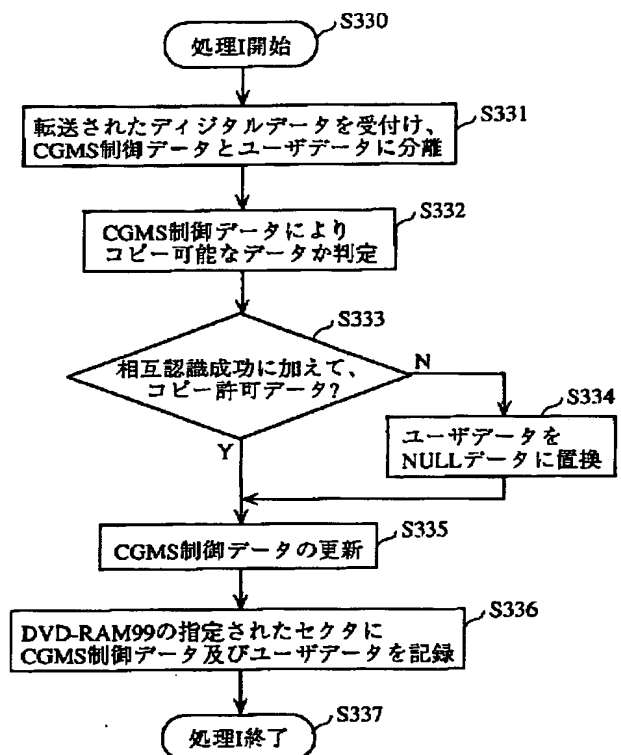 S330
処理I開始
S331
転送されたディジタルデータを受付け、
CGMS制御データとユーザデータに分離
S332
CGMS制御データにより
コピー可能なデータか判定
S333
相互認識成功に加えて、
コピー許可データ?
N
Y
S334
ユーザデータを
NULLデータに置換
S335
CGMS制御データの更新
S336
DVD-RAM99の指定されたセクタに
CGMS制御データ及びユーザデータを記録
S337
処理I終了